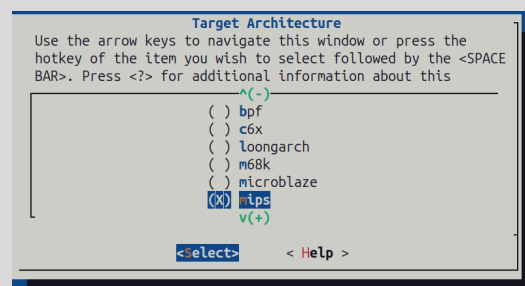 Target Architecture
Use the arrow keys to navigate this window or press the
hotkey of the item you wish to select followed by the <SPACE
BAR>. Press <?> for additional information about this
^(-)
( ) bpf
( ) c6x
( ) loongarch
( ) m68k
( ) microblaze
(X) mips
v(+)
<Select> < Help >